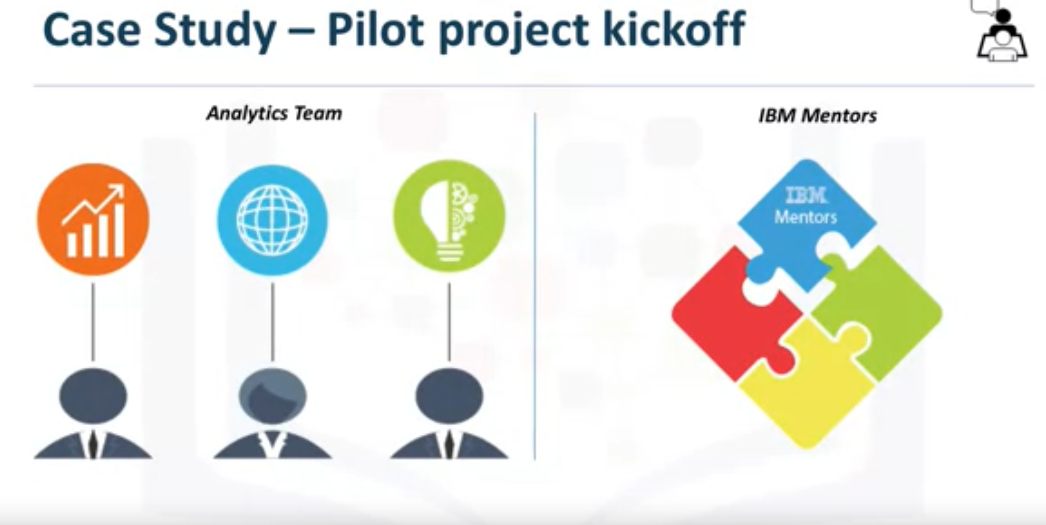 Case Study – Pilot project kickoff
Analytics Team
IBM Mentors
IBM
Mentors